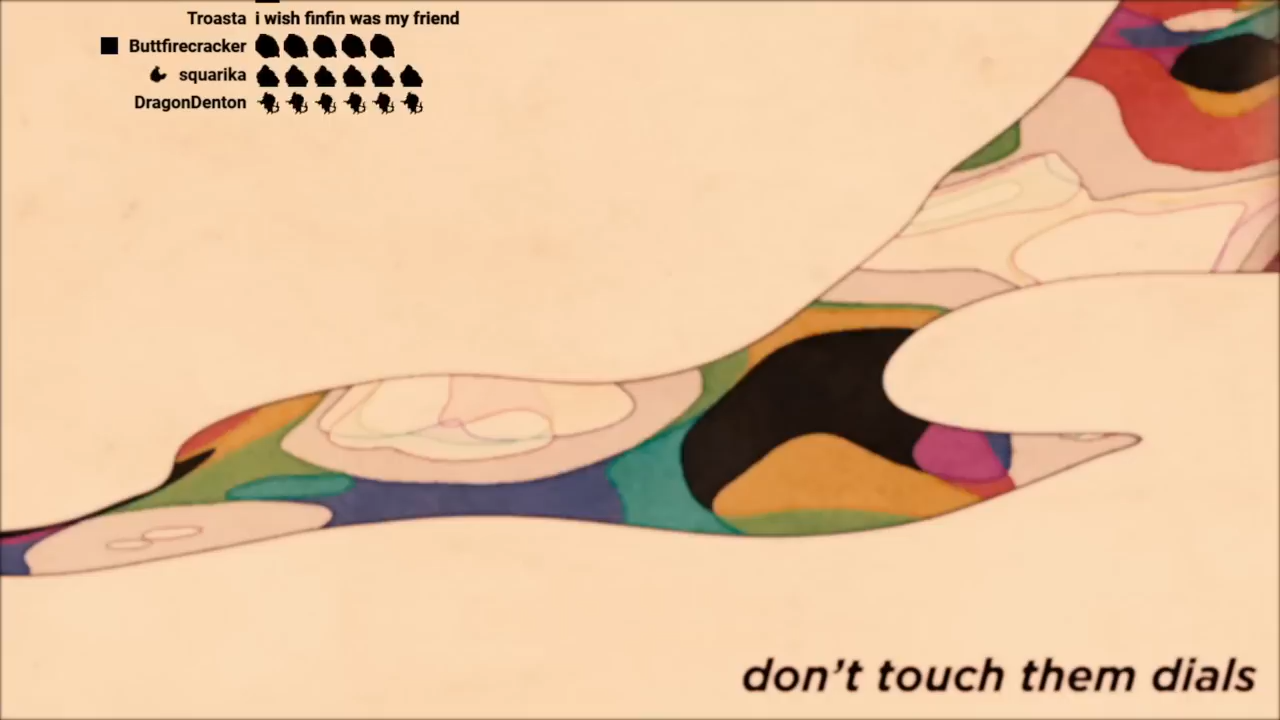 Troasta i wish finfin was my friend
Buttfirecracker
squarika
DragonDenton
don't touch them dials